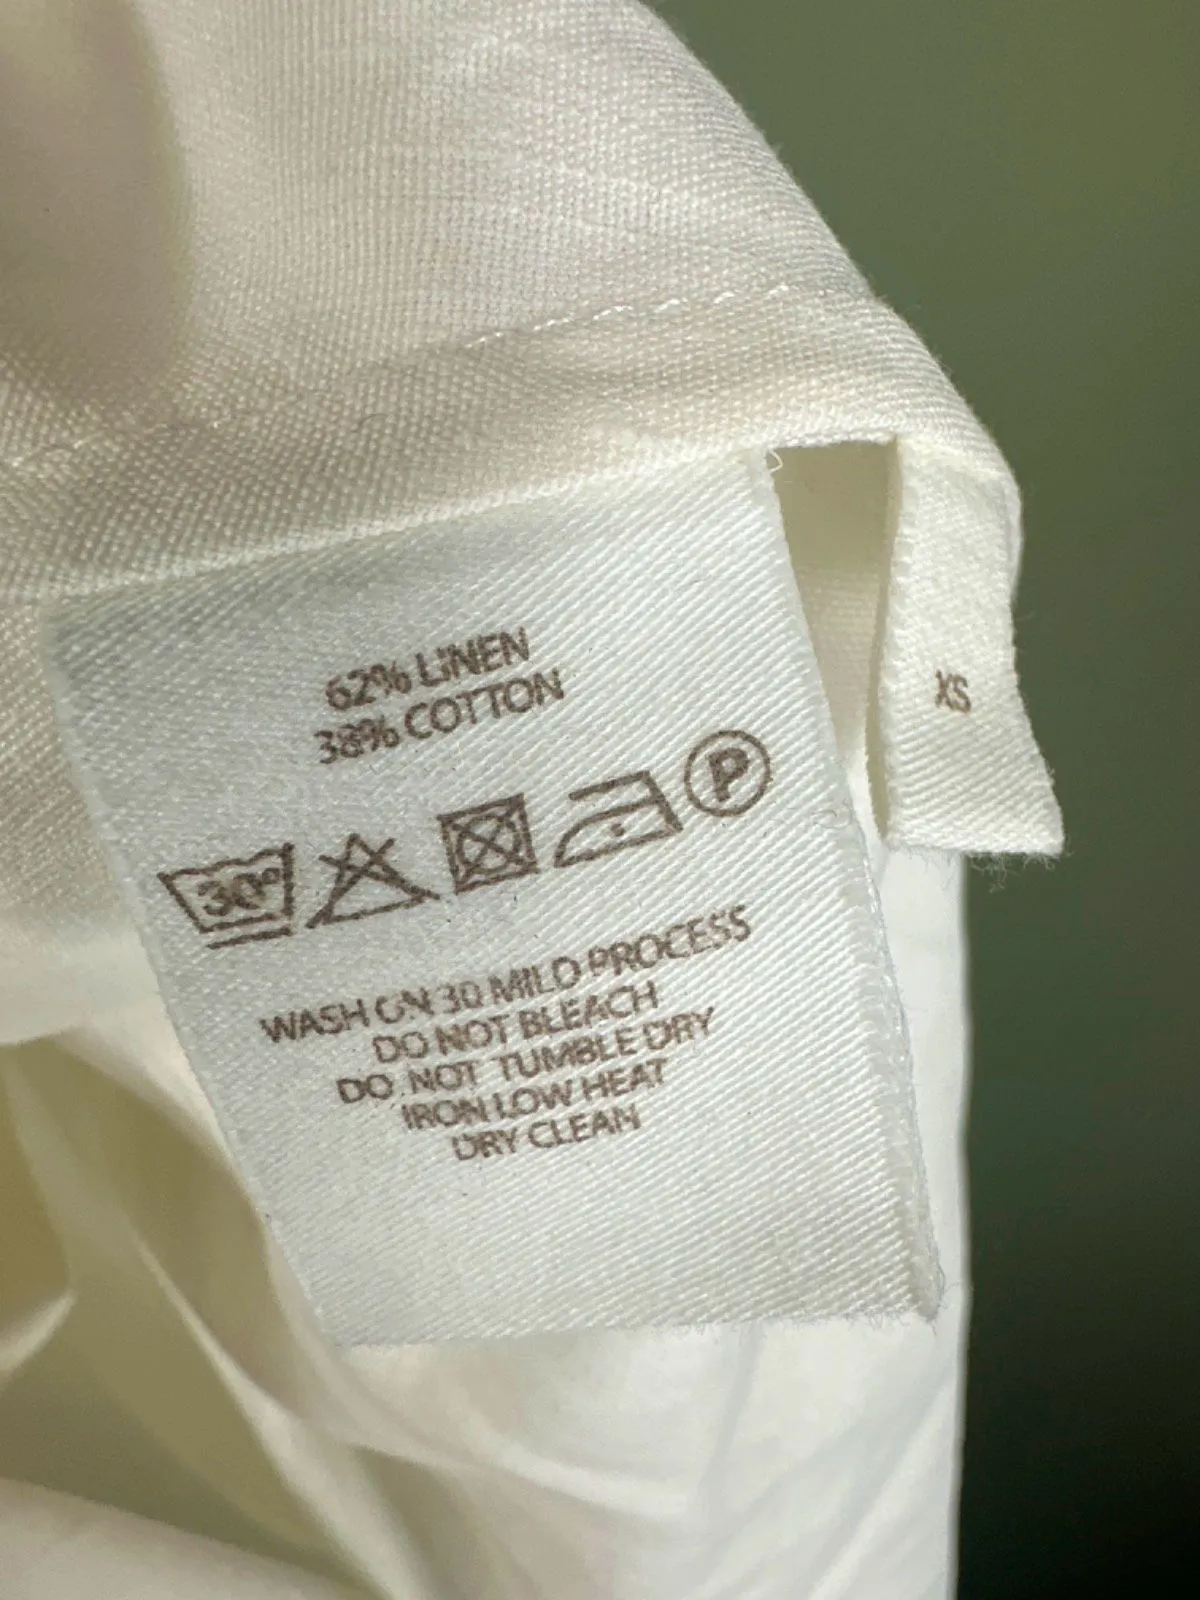 62% LINEN
38% COTTON
XS
30°
P
WASH ON 30 MILD PROCESS
DO NOT BLEACH
DO NOT TUMBLE DRY
IRON LOW HEAT
DRY CLEAN